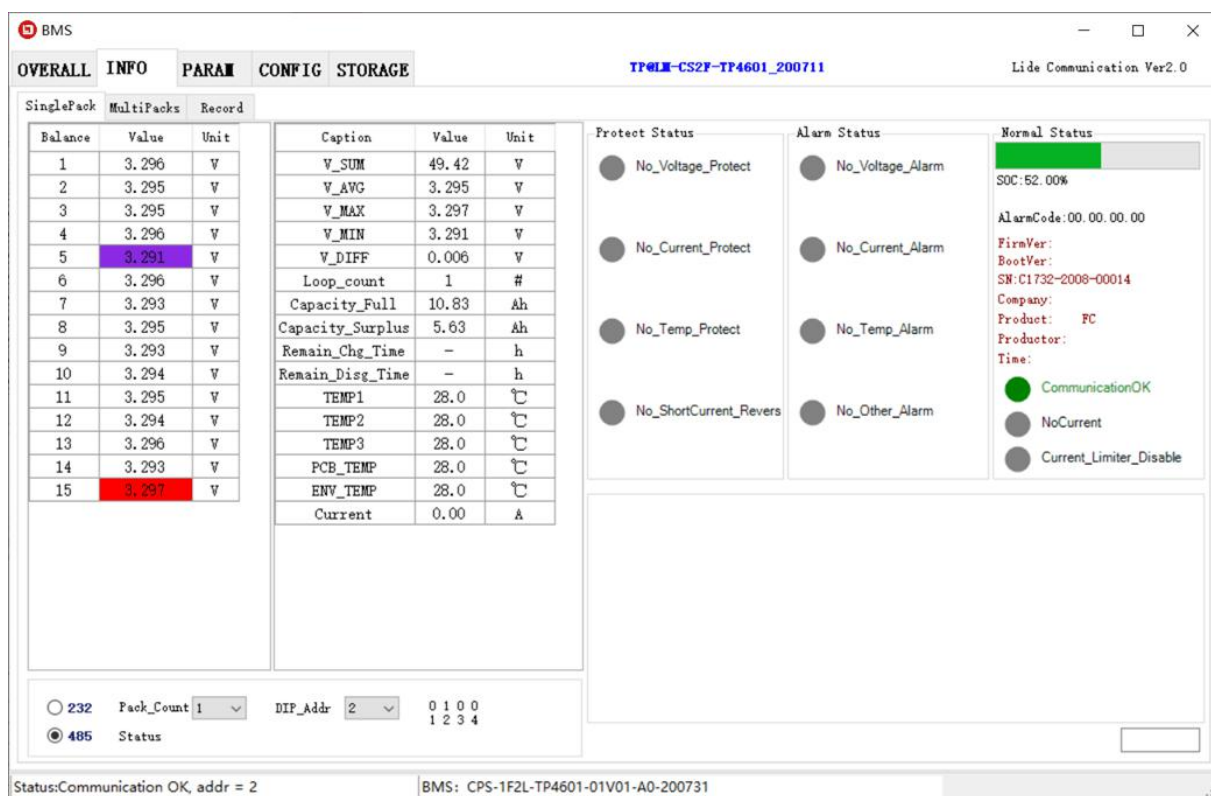 BMS
OVERALL INFO PARAM CONFIG STORAGE TP@LM-CS2F-TP4601_200711 Lide Communication Ver2.0
SinglePack MultiPacks Record
Balance Value Unit
1 3.296 V
2 3.295 V
3 3.295 V
4 3.296 V
5 3.291 V
6 3.296 V
7 3.293 V
8 3.295 V
9 3.293 V
10 3.294 V
11 3.295 V
12 3.294 V
13 3.296 V
14 3.293 V
15 3.297 V
Caption Value Unit
V_SUM 49.42 V
V_AVG 3.295 V
V_MAX 3.297 V
V_MIN 3.291 V
V_DIFF 0.006 V
Loop_count 1 #
Capacity_Full 10.83 Ah
Capacity_Surplus 5.63 Ah
Remain_Chg_Time – h
Remain_Disg_Time – h
TEMP1 28.0 ℃
TEMP2 28.0 ℃
TEMP3 28.0 ℃
PCB_TEMP 28.0 ℃
ENV_TEMP 28.0 ℃
Current 0.00 A
Protect Status
No_Voltage_Protect
No_Current_Protect
No_Temp_Protect
No_ShortCurrent_Revers
Alarm Status
No_Voltage_Alarm
No_Current_Alarm
No_Temp_Alarm
No_Other_Alarm
Normal Status
SOC:52.00%
AlarmCode:00.00.00.00
FirmVer:
BootVer:
SN:C1732-2008-00014
Company:
Product: FC
Productor:
Time:
CommunicationOK
NoCurrent
Current_Limiter_Disable
232 Pack_Count 1 DIP_Addr 2 0 1 0 0
1 2 3 4
485 Status
Status:Communication OK, addr = 2 BMS: CPS-1F2L-TP4601-01V01-A0-200731